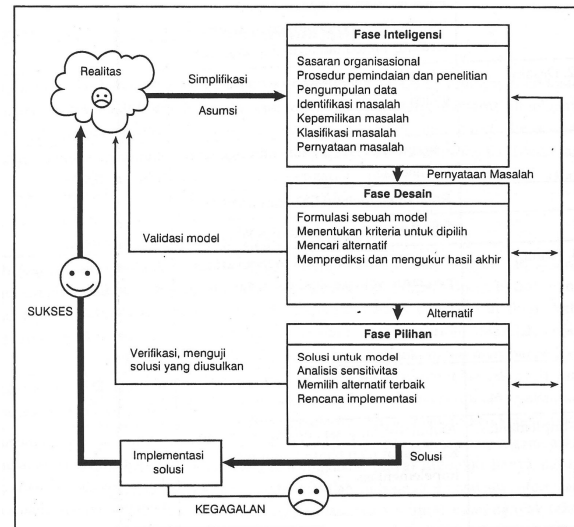 Realitas
Simplifikasi
Asumsi
Fase Inteligensi
Sasaran organisasional
Prosedur pemindaian dan penelitian
Pengumpulan data
Identifikasi masalah
Kepemilikan masalah
Klasifikasi masalah
Pernyataan masalah
Pernyataan Masalah
Fase Desain
Formulasi sebuah model
Menentukan kriteria untuk dipilih
Mencari alternatif
Memprediksi dan mengukur hasil akhir
Validasi model
SUKSES
Alternatif
Fase Pilihan
Solusi untuk model
Analisis sensitivitas
Memilih alternatif terbaik
Rencana implementasi
Verifikasi, menguji
solusi yang diusulkan
Solusi
Implementasi
solusi
KEGAGALAN